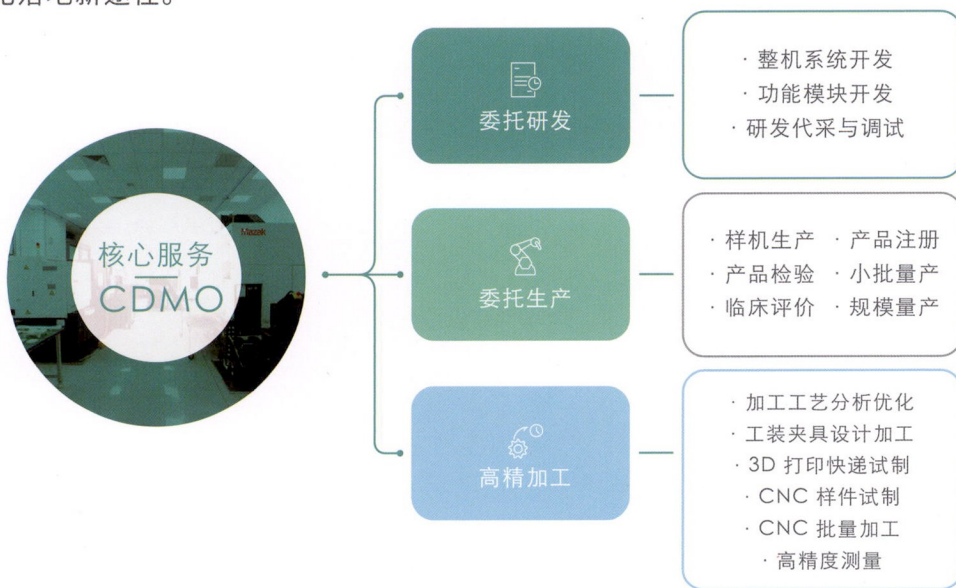 核心服务
CDMO
Mazak
委托研发
· 整机系统开发
· 功能模块开发
· 研发代采与调试
委托生产
· 样机生产 · 产品注册
· 产品检验 · 小批量产
· 临床评价 · 规模量产
高精加工
· 加工工艺分析优化
· 工装夹具设计加工
· 3D 打印快递试制
· CNC 样件试制
· CNC 批量加工
· 高精度测量